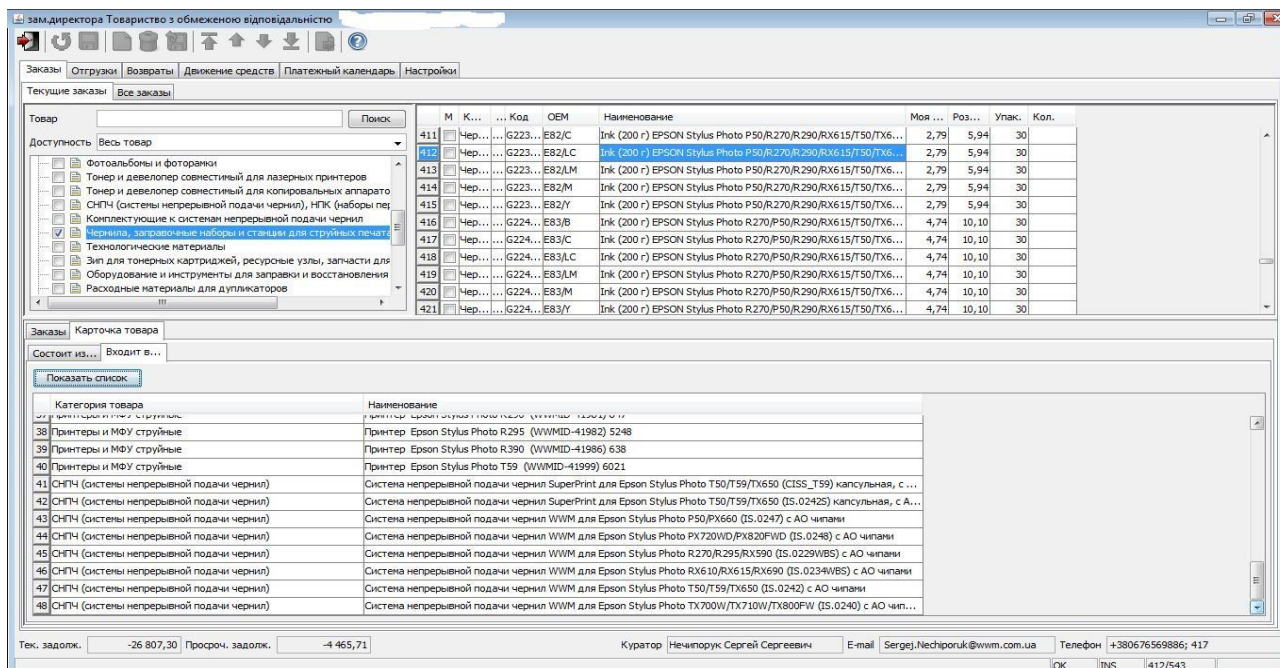 зам.директора Товариство з обмеженою відповідальністю
Заказы Отгрузки Возвраты Движение средств Платежный календарь Настройки
Текущие заказы Все заказы
Товар Поиск
Доступность Весь товар
Фотоальбомы и фоторамки
Тонер и девелопер совместимый для лазерных принтеров
Тонер и девелопер совместимый для копировальных аппарато
СНПЧ (системы непрерывной подачи чернил), НПК (наборы пер
Комплектующие к системам непрерывной подачи чернил
Чернила, заправочные наборы и станции для струйных печата
Технологические материалы
Зип для тонерных картриджей, ресурсные узлы, запчасти для
Оборудование и инструменты для заправки и восстановления
Расходные материалы для дупликаторов
М К... ... Код OEM Наименование Моя ... Роз... Упак. Кол.
411 Чер... ... G223... E82/C Ink (200 г) EPSON Stylus Photo P50/R270/R290/RX615/T50/TX6... 2,79 5,94 30
412 Чер... ... G223... E82/LC Ink (200 г) EPSON Stylus Photo P50/R270/R290/RX615/T50/TX6... 2,79 5,94 30
413 Чер... ... G223... E82/LM Ink (200 г) EPSON Stylus Photo P50/R270/R290/RX615/T50/TX6... 2,79 5,94 30
414 Чер... ... G223... E82/M Ink (200 г) EPSON Stylus Photo P50/R270/R290/RX615/T50/TX6... 2,79 5,94 30
415 Чер... ... G223... E82/Y Ink (200 г) EPSON Stylus Photo P50/R270/R290/RX615/T50/TX6... 2,79 5,94 30
416 Чер... ... G224... E83/B Ink (200 г) EPSON Stylus Photo R270/P50/R290/RX615/T50/TX6... 4,74 10,10 30
417 Чер... ... G224... E83/C Ink (200 г) EPSON Stylus Photo R270/P50/R290/RX615/T50/TX6... 4,74 10,10 30
418 Чер... ... G224... E83/LC Ink (200 г) EPSON Stylus Photo R270/P50/R290/RX615/T50/TX6... 4,74 10,10 30
419 Чер... ... G224... E83/LM Ink (200 г) EPSON Stylus Photo R270/P50/R290/RX615/T50/TX6... 4,74 10,10 30
420 Чер... ... G224... E83/M Ink (200 г) EPSON Stylus Photo R270/P50/R290/RX615/T50/TX6... 4,74 10,10 30
421 Чер... ... G224... E83/Y Ink (200 г) EPSON Stylus Photo R270/P50/R290/RX615/T50/TX6... 4,74 10,10 30
Заказы Карточка товара
Состоит из... Входит в...
Показать список
Категория товара Наименование
38 Принтеры и МФУ струйные Принтер Epson Stylus Photo R295 (WWMID-41982) 5248
39 Принтеры и МФУ струйные Принтер Epson Stylus Photo R390 (WWMID-41986) 638
40 Принтеры и МФУ струйные Принтер Epson Stylus Photo T59 (WWMID-41999) 6021
41 СНПЧ (системы непрерывной подачи чернил) Система непрерывной подачи чернил SuperPrint для Epson Stylus Photo T50/T59/TX650 (CISS_T59) капсульная, с ...
42 СНПЧ (системы непрерывной подачи чернил) Система непрерывной подачи чернил SuperPrint для Epson Stylus Photo T50/T59/TX650 (IS.0242S) капсульная, с А...
43 СНПЧ (системы непрерывной подачи чернил) Система непрерывной подачи чернил WWM для Epson Stylus Photo P50/PX660 (IS.0247) с АО чипами
44 СНПЧ (системы непрерывной подачи чернил) Система непрерывной подачи чернил WWM для Epson Stylus Photo PX720WD/PX820FWD (IS.0248) с АО чипами
45 СНПЧ (системы непрерывной подачи чернил) Система непрерывной подачи чернил WWM для Epson Stylus Photo R270/R295/RX590 (IS.0229WBS) с АО чипами
46 СНПЧ (системы непрерывной подачи чернил) Система непрерывной подачи чернил WWM для Epson Stylus Photo RX610/RX615/RX690 (IS.0234WBS) с АО чипами
47 СНПЧ (системы непрерывной подачи чернил) Система непрерывной подачи чернил WWM для Epson Stylus Photo T50/T59/TX650 (IS.0242) с АО чипами
48 СНПЧ (системы непрерывной подачи чернил) Система непрерывной подачи чернил WWM для Epson Stylus Photo TX700W/TX710W/TX800FW (IS.0240) с АО чип...
Тек. задолж. -26 807,30 Просроч. задолж. -4 465,71 Куратор Нечипорук Сергей Сергеевич E-mail Sergej.Nechiporuk@wwm.com.ua Телефон +380676569886; 417
OK INS 412/543